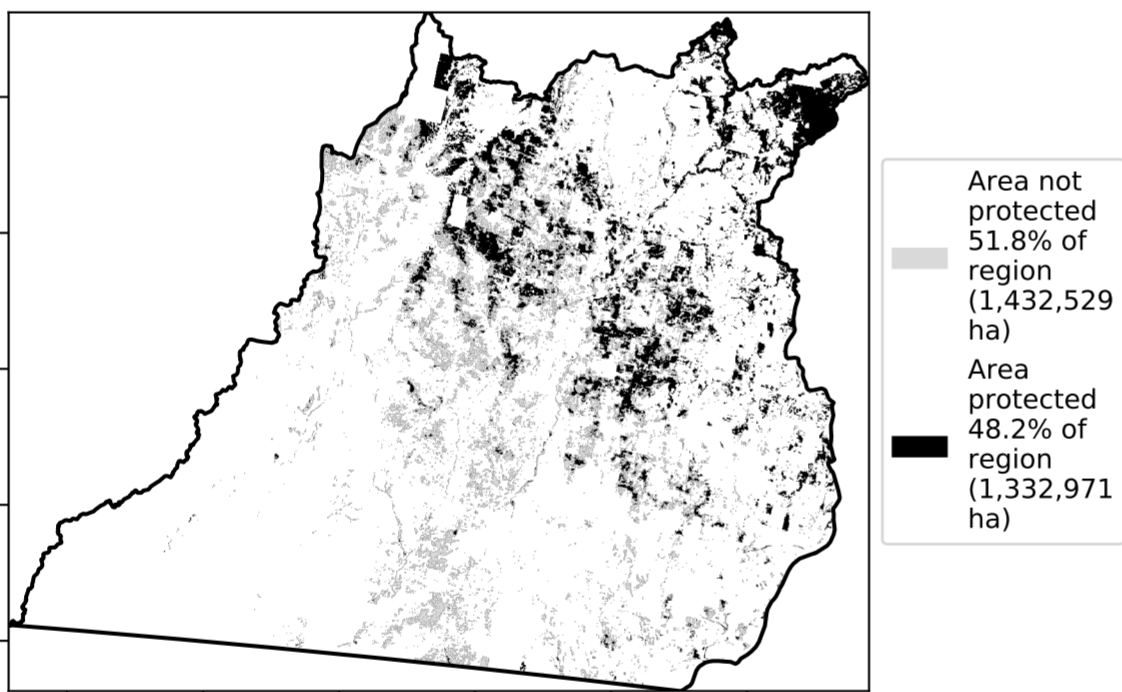 Area not
protected
51.8% of
region
(1,432,529
ha)
Area
protected
48.2% of
region
(1,332,971
ha)